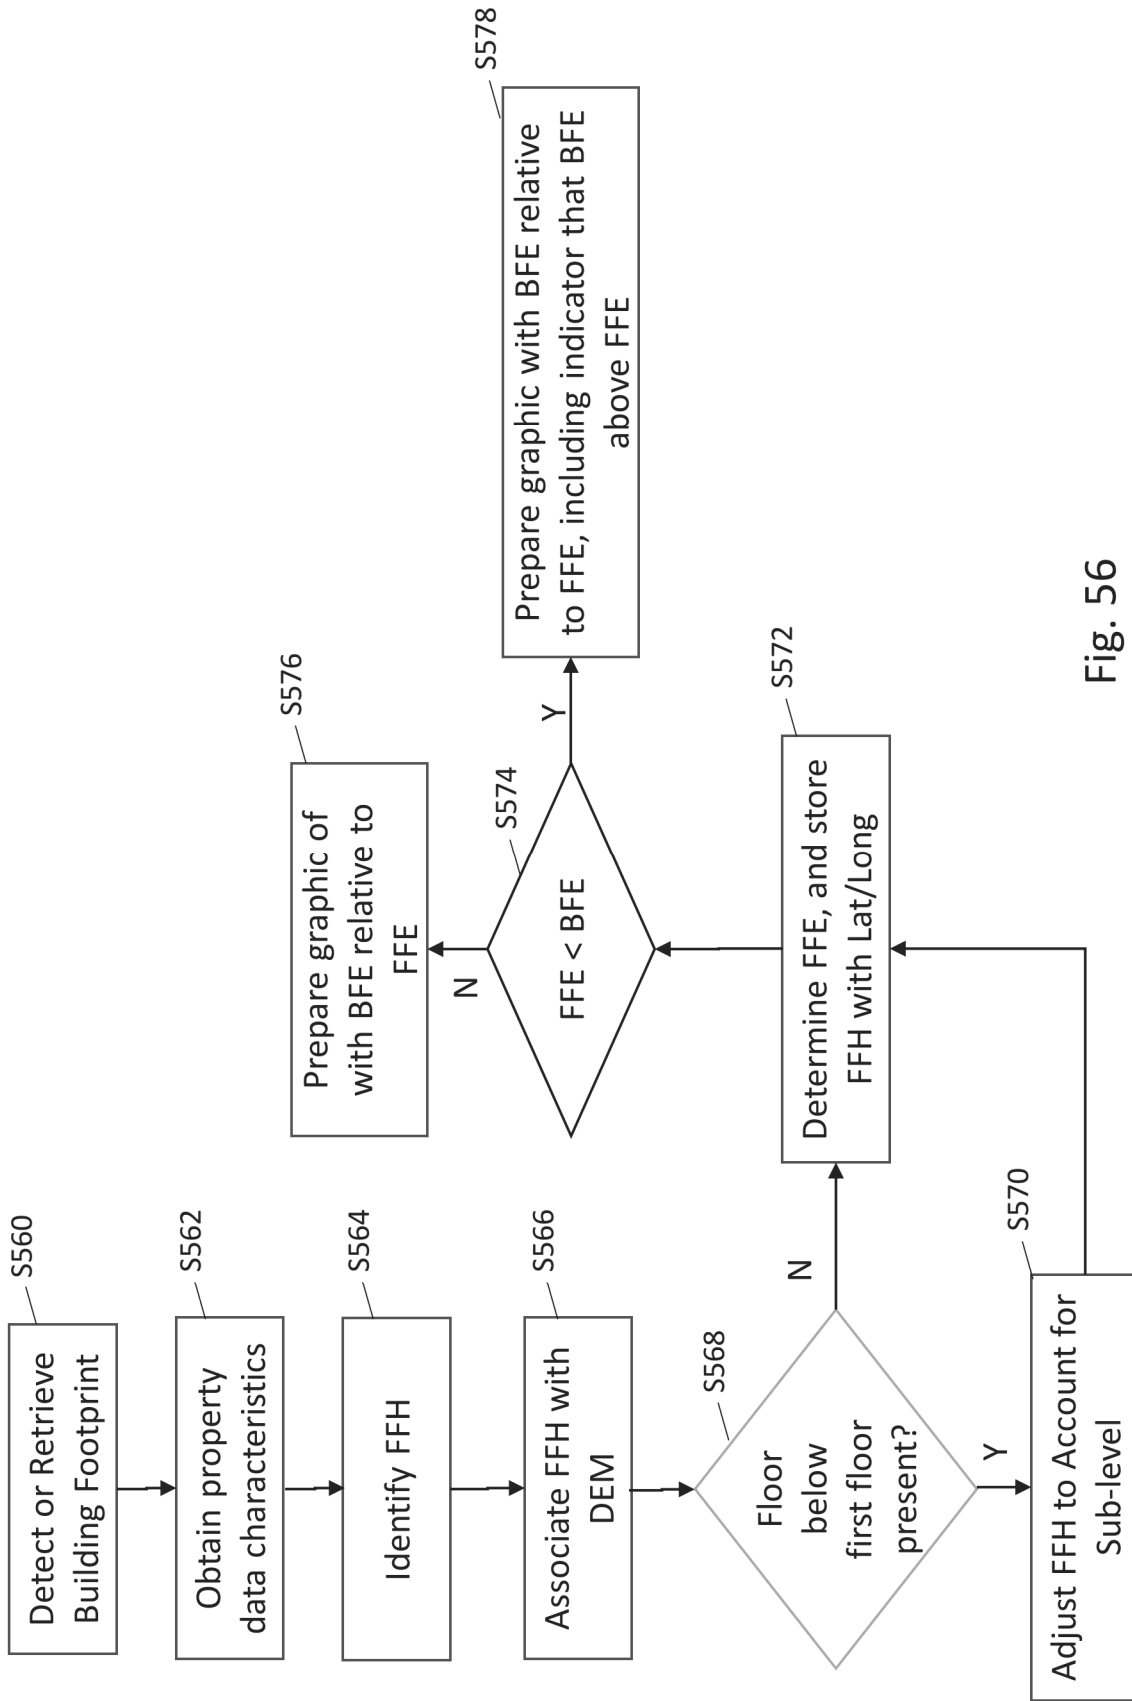 S560
Detect or Retrieve
Building Footprint
S562
Obtain property
data characteristics
S564
Identify FFH
S566
Associate FFH with
DEM
S568
Floor
below
first floor
present?
N
Y
S570
Adjust FFH to Account for
Sub-level
S572
Determine FFE, and store
FFH with Lat/Long
S574
FFE < BFE
N
Y
S576
Prepare graphic of
with BFE relative to
FFE
S578
Prepare graphic with BFE relative
to FFE, including indicator that BFE
above FFE
Fig. 56